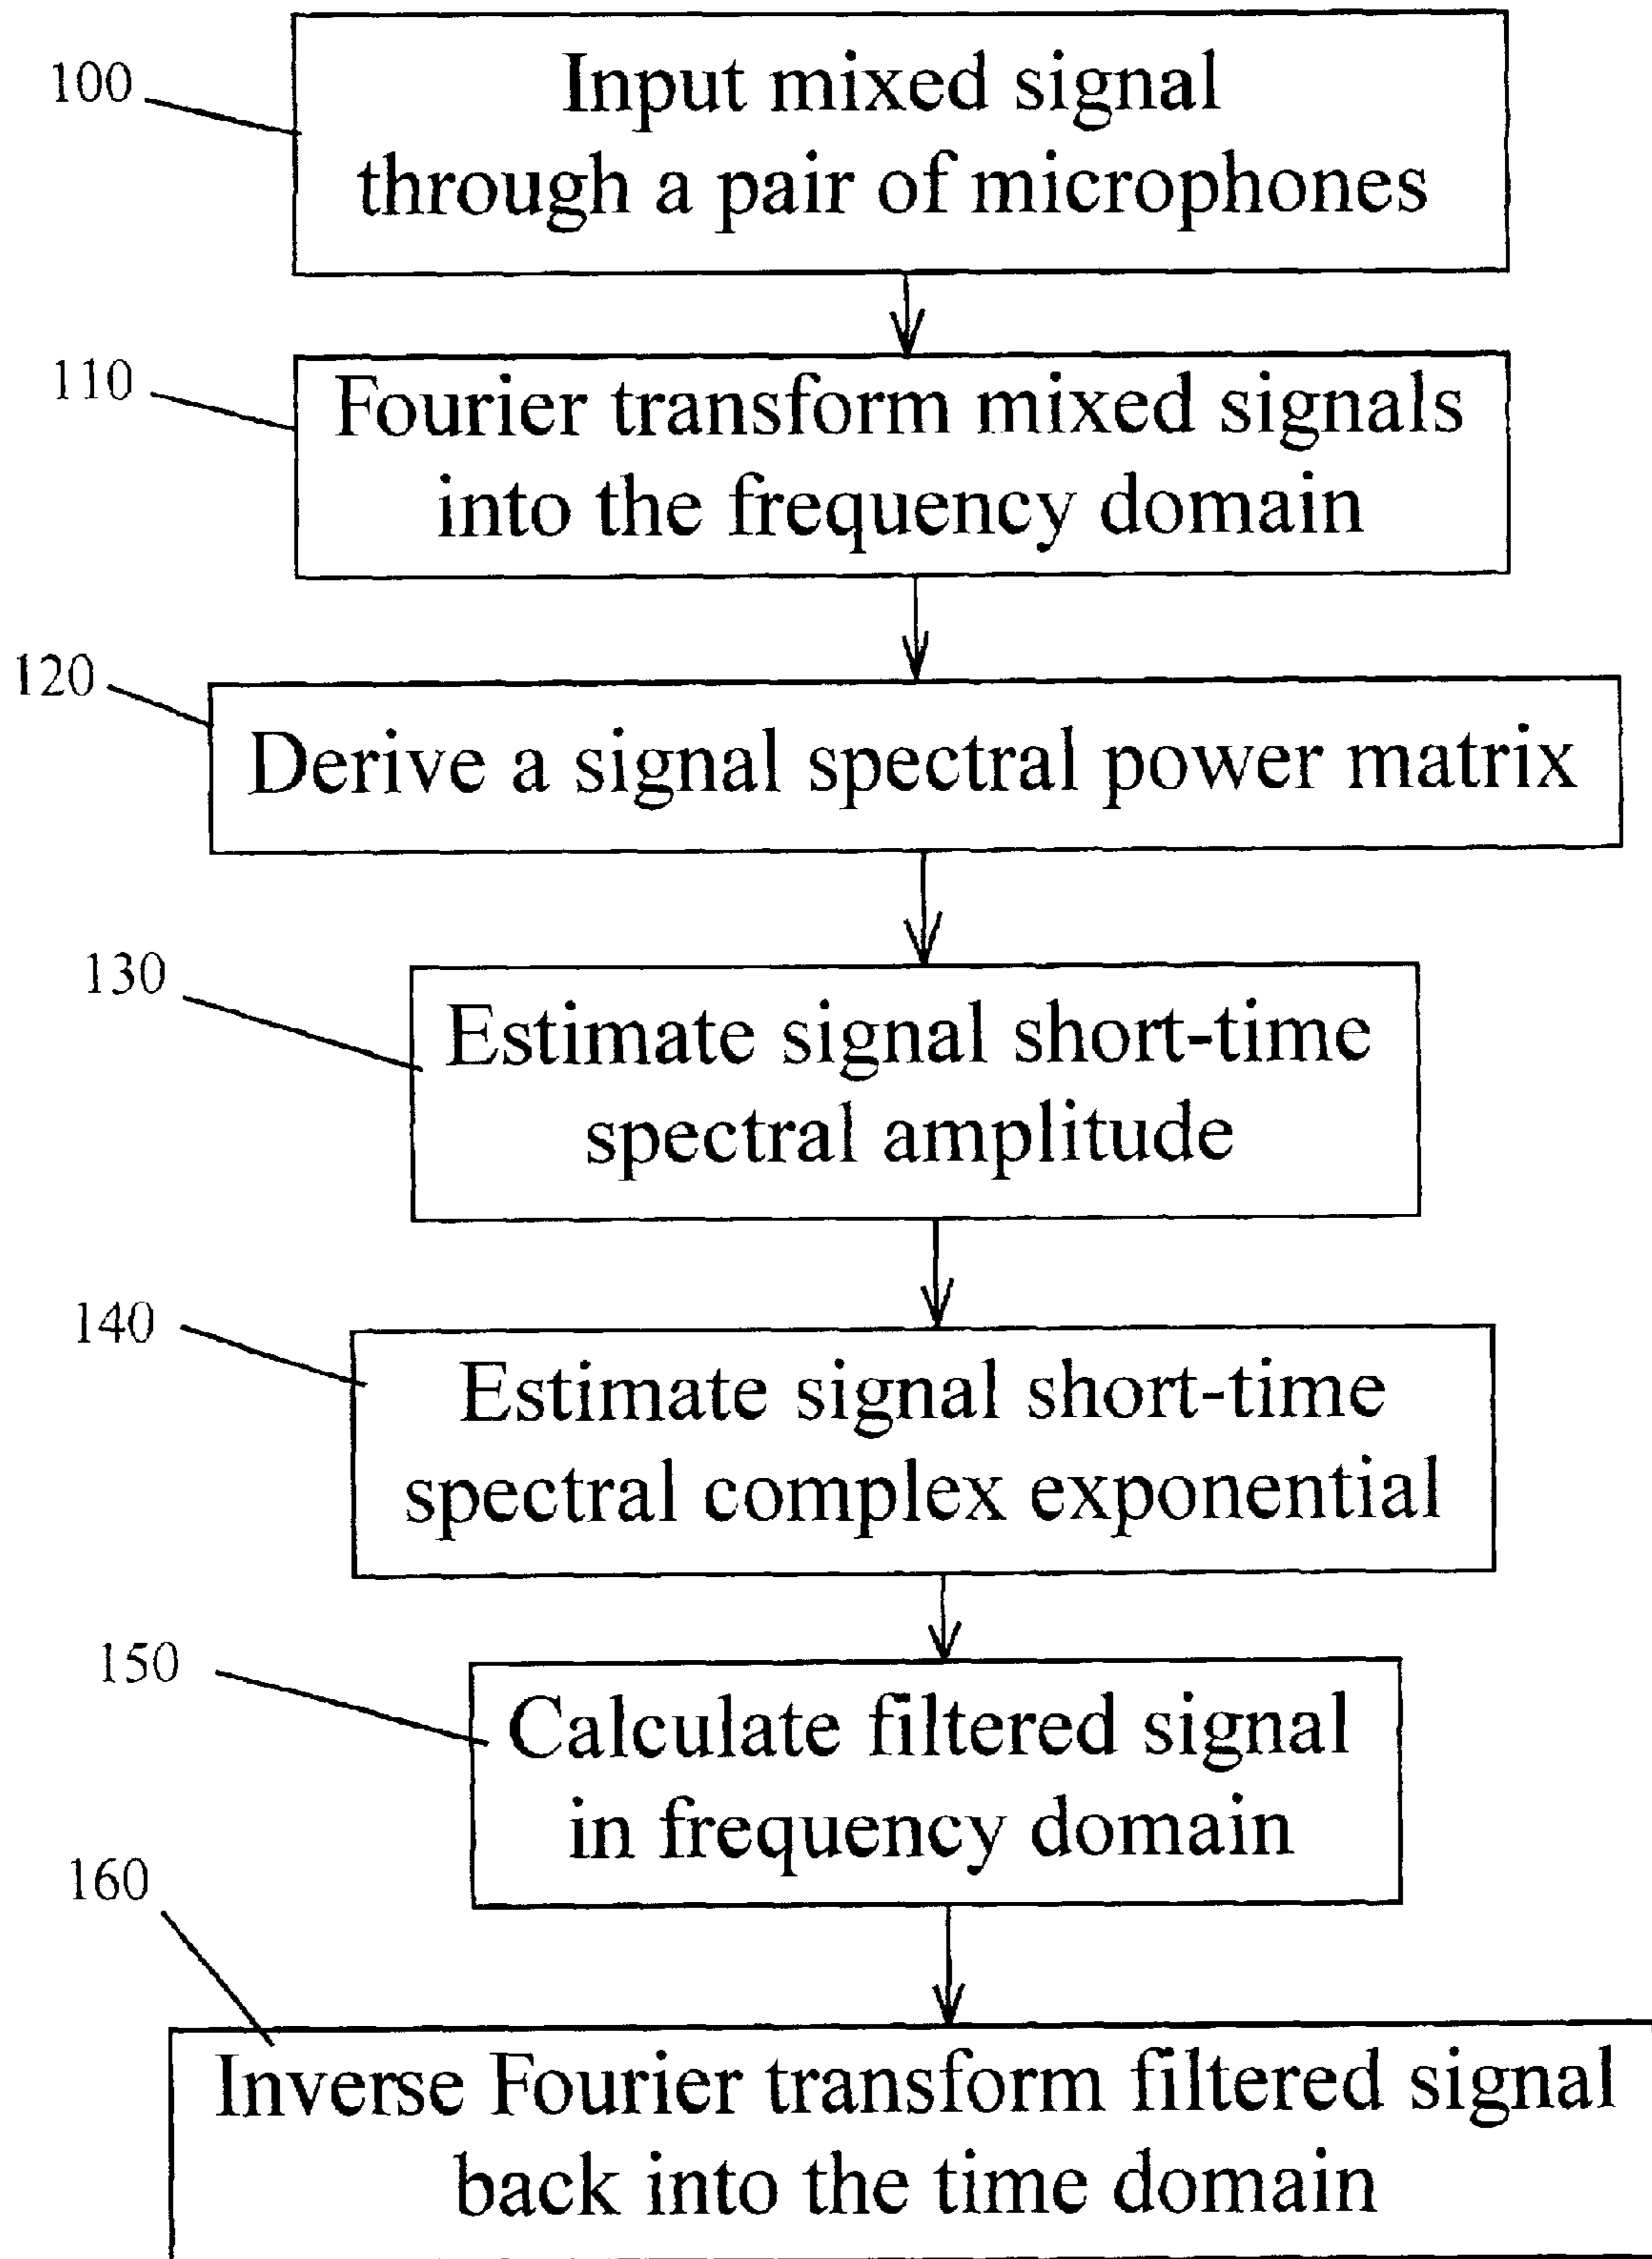 100
Input mixed signal
through a pair of microphones
110
Fourier transform mixed signals
into the frequency domain
120
Derive a signal spectral power matrix
130
Estimate signal short-time
spectral amplitude
140
Estimate signal short-time
spectral complex exponential
150
Calculate filtered signal
in frequency domain
160
Inverse Fourier transform filtered signal
back into the time domain